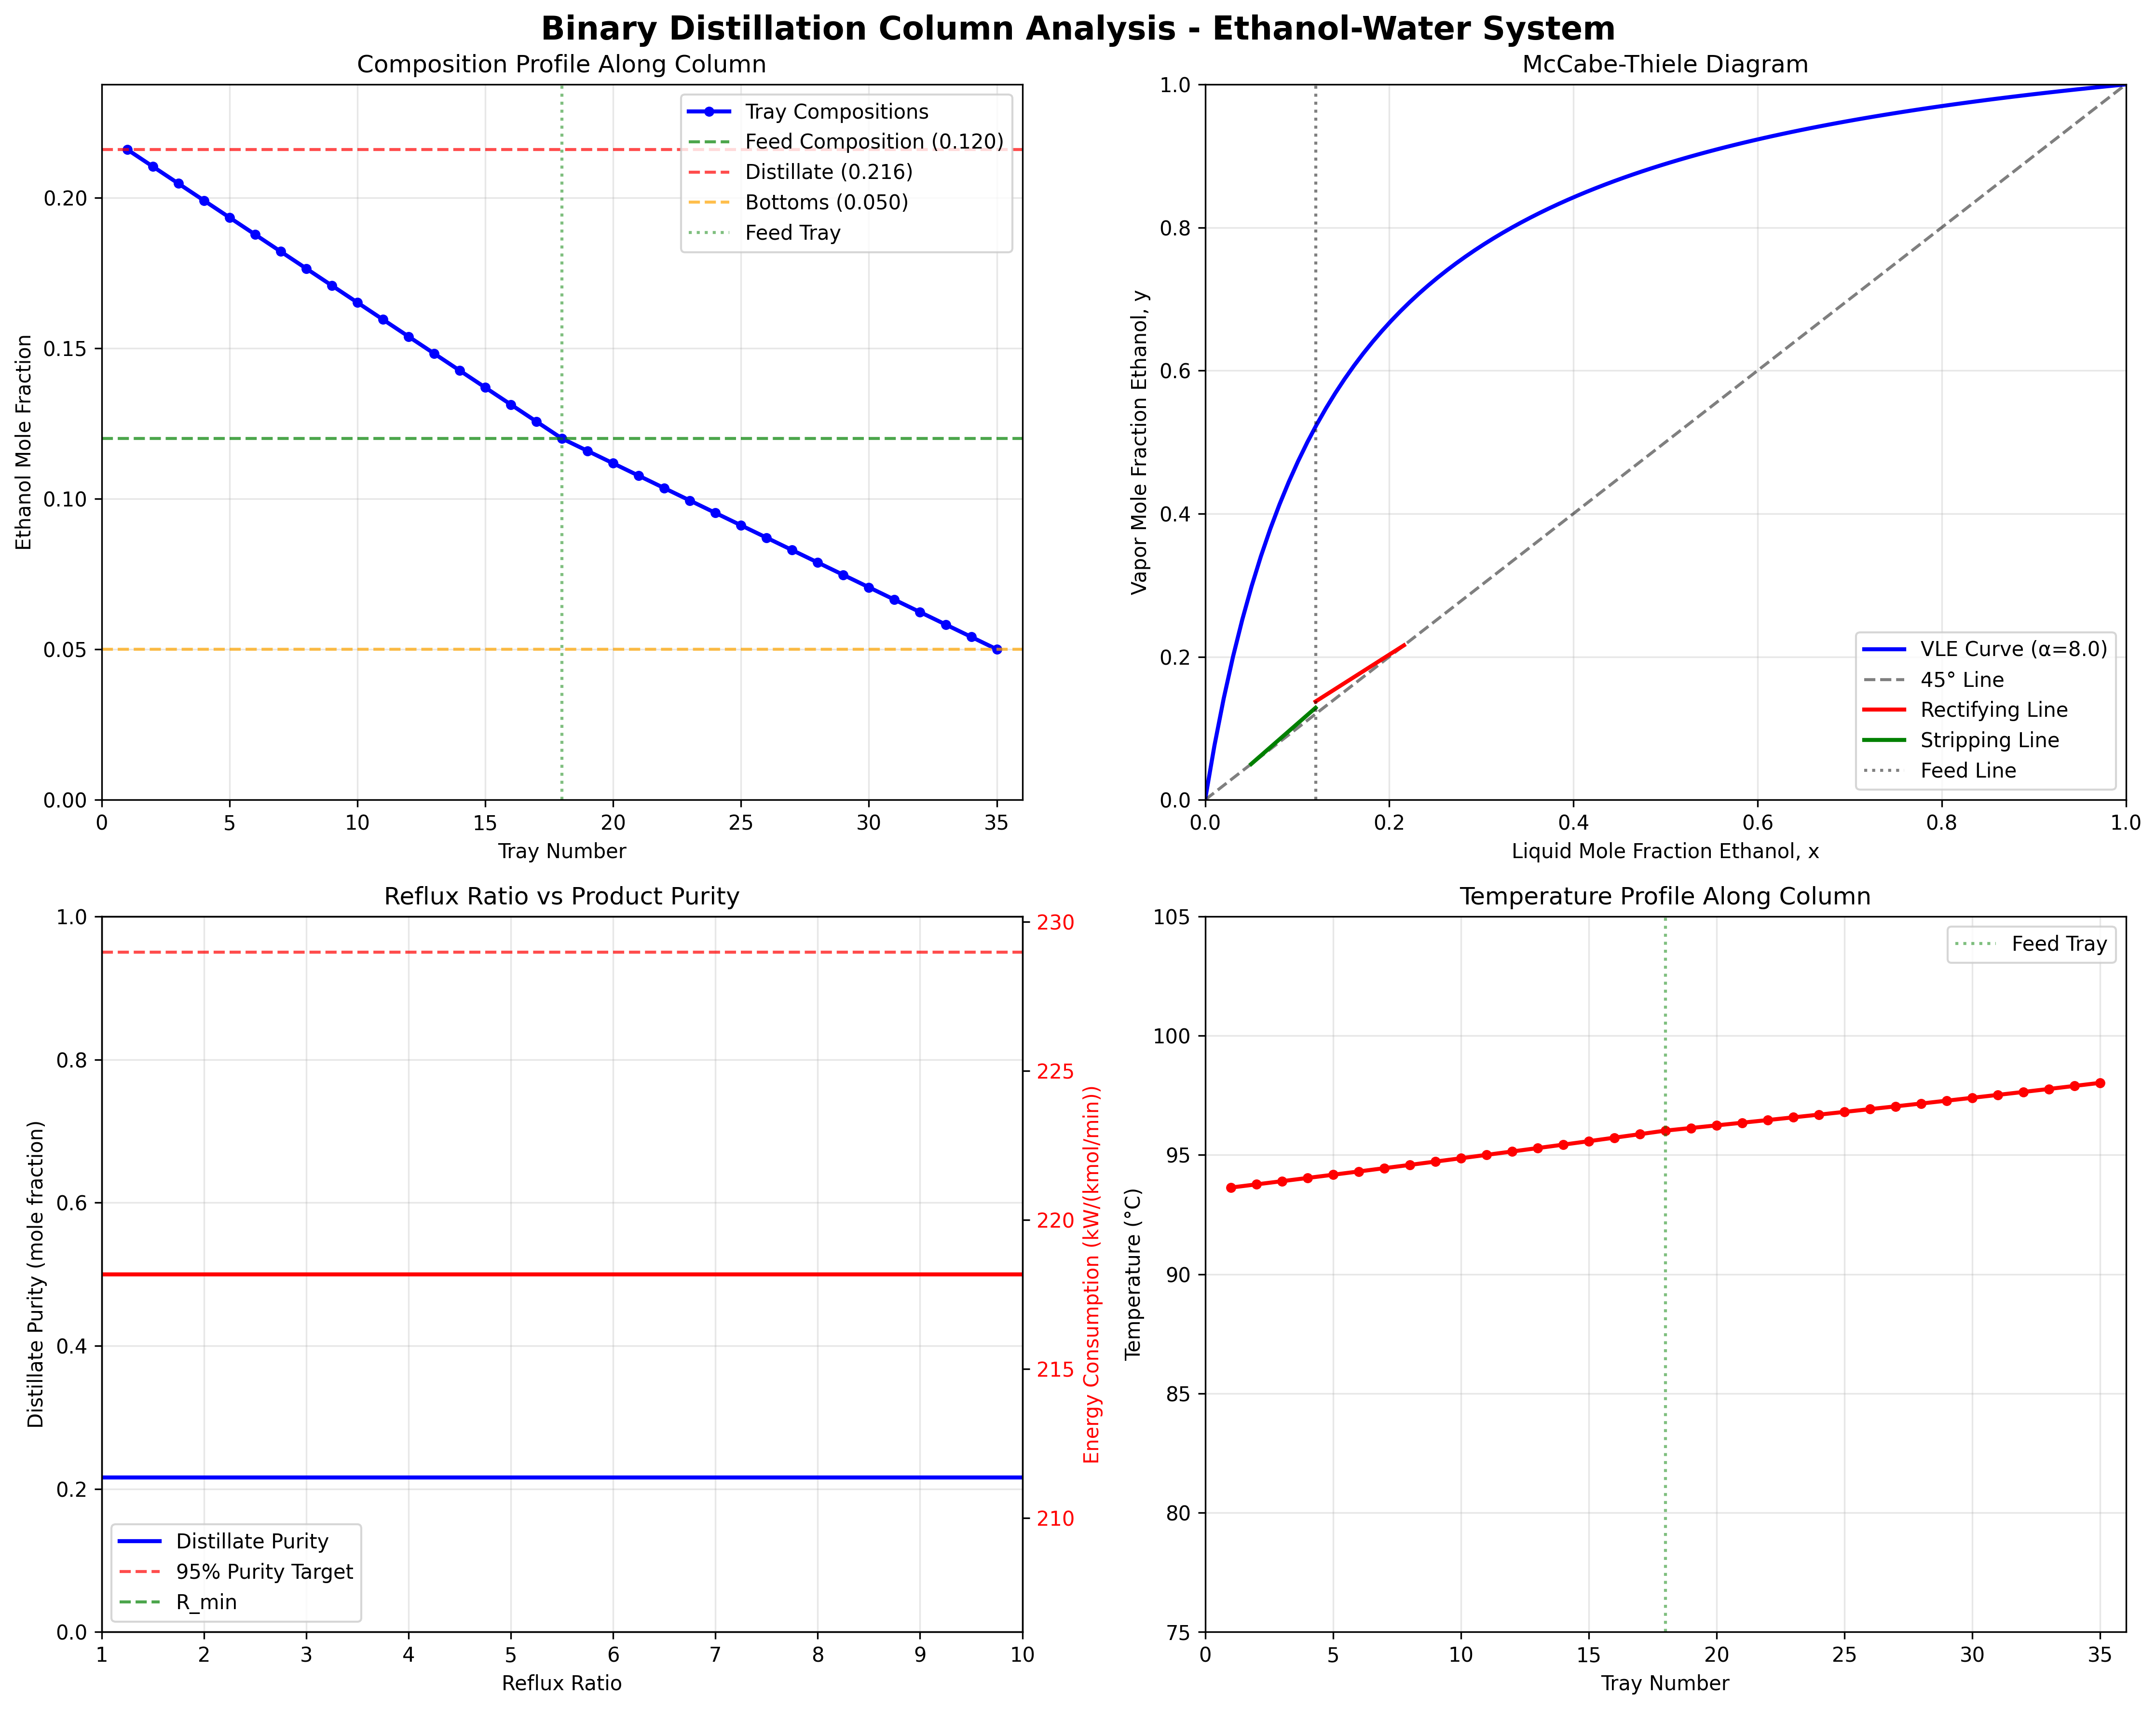 Binary Distillation Column Analysis - Ethanol-Water System
Composition Profile Along Column
Tray Compositions
Feed Composition (0.120)
Distillate (0.216)
Bottoms (0.050)
Feed Tray
Ethanol Mole Fraction
0.20
0.15
0.10
0.05
0.00
0 5 10 15 20 25 30 35
Tray Number
McCabe-Thiele Diagram
Vapor Mole Fraction Ethanol, y
1.0
0.8
0.6
0.4
0.2
0.0
VLE Curve (α=8.0)
45° Line
Rectifying Line
Stripping Line
Feed Line
0.0 0.2 0.4 0.6 0.8 1.0
Liquid Mole Fraction Ethanol, x
Reflux Ratio vs Product Purity
Distillate Purity (mole fraction)
1.0
0.8
0.6
0.4
0.2
0.0
Distillate Purity
95% Purity Target
R_min
230
225
220
215
210
Energy Consumption (kW/(kmol/min))
1 2 3 4 5 6 7 8 9 10
Reflux Ratio
Temperature Profile Along Column
Feed Tray
Temperature (°C)
105
100
95
90
85
80
75
0 5 10 15 20 25 30 35
Tray Number